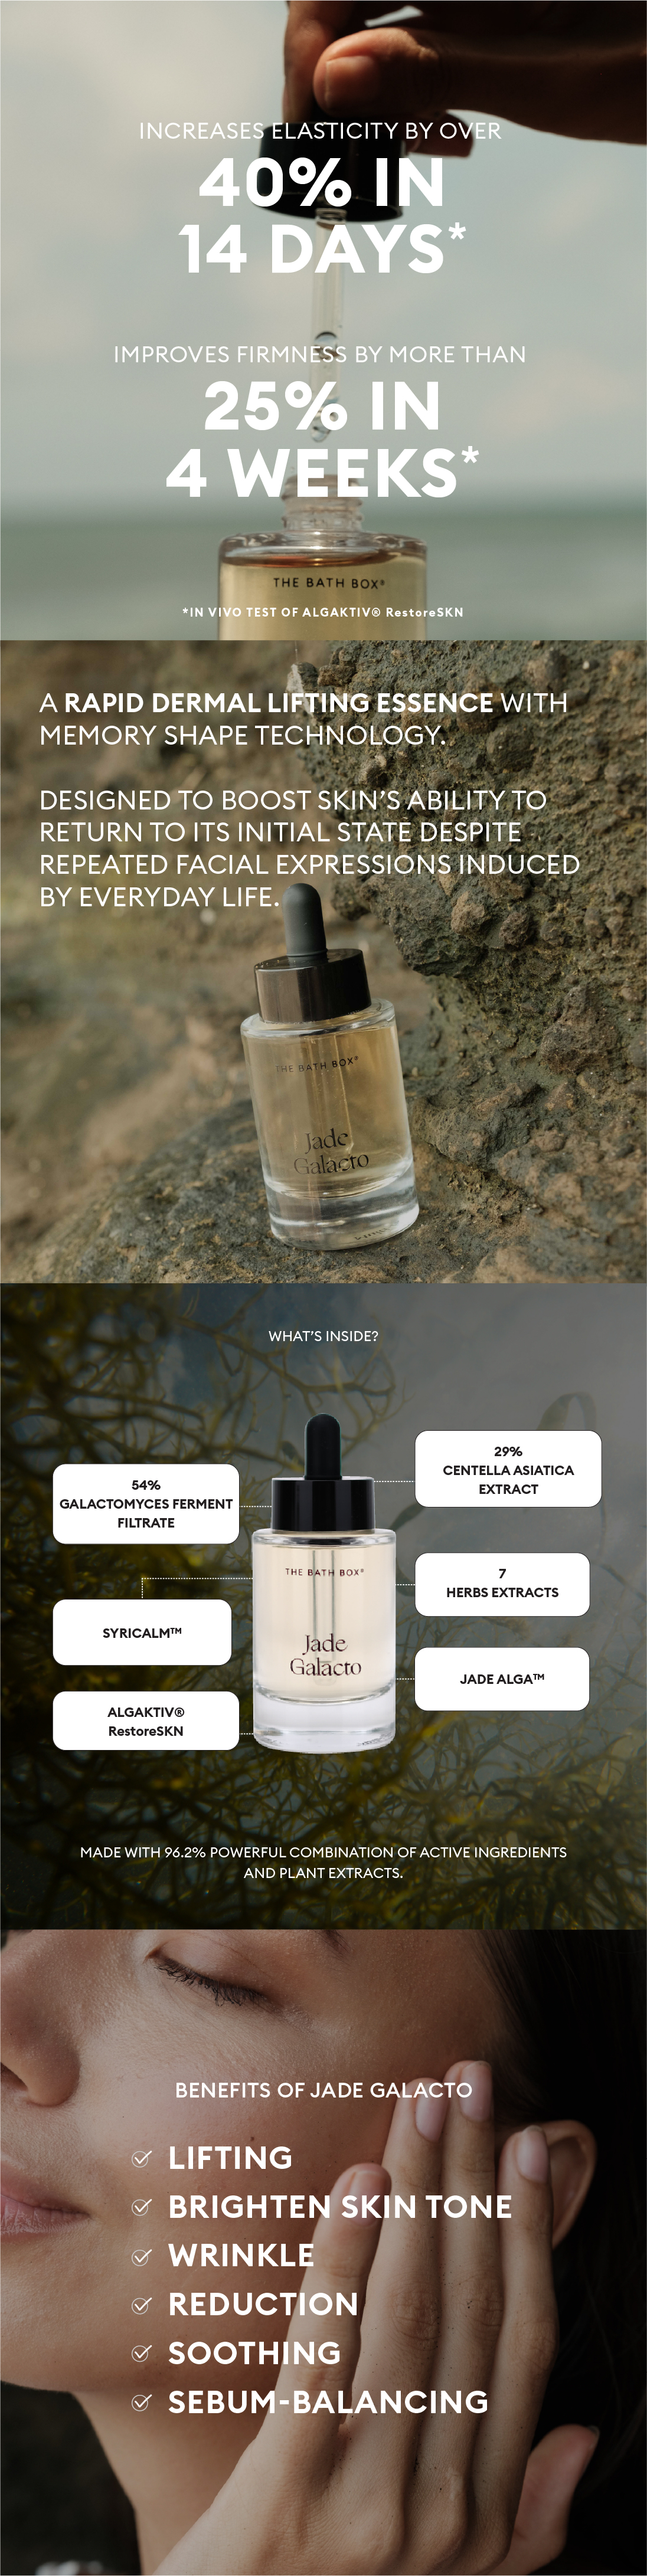 INCREASES ELASTICITY BY OVER
40% IN
14 DAYS*
IMPROVES FIRMNESS BY MORE THAN
25% IN
4 WEEKS*
THE BATH BOX®
*IN VIVO TEST OF ALGAKTIV® RestoreSKN
A RAPID DERMAL LIFTING ESSENCE WITH
MEMORY SHAPE TECHNOLOGY.
DESIGNED TO BOOST SKIN’S ABILITY TO
RETURN TO ITS INITIAL STATE DESPITE
REPEATED FACIAL EXPRESSIONS INDUCED
BY EVERYDAY LIFE.
THE BATH BOX®
Jade
Galacto
WHAT’S INSIDE?
54%
GALACTOMYCES FERMENT
FILTRATE
SYRICALM™
ALGAKTIV®
RestoreSKN
THE BATH BOX®
Jade
Galacto
29%
CENTELLA ASIATICA
EXTRACT
7
HERBS EXTRACTS
JADE ALGA™
MADE WITH 96.2% POWERFUL COMBINATION OF ACTIVE INGREDIENTS
AND PLANT EXTRACTS.
BENEFITS OF JADE GALACTO
LIFTING
BRIGHTEN SKIN TONE
WRINKLE
REDUCTION
SOOTHING
SEBUM-BALANCING